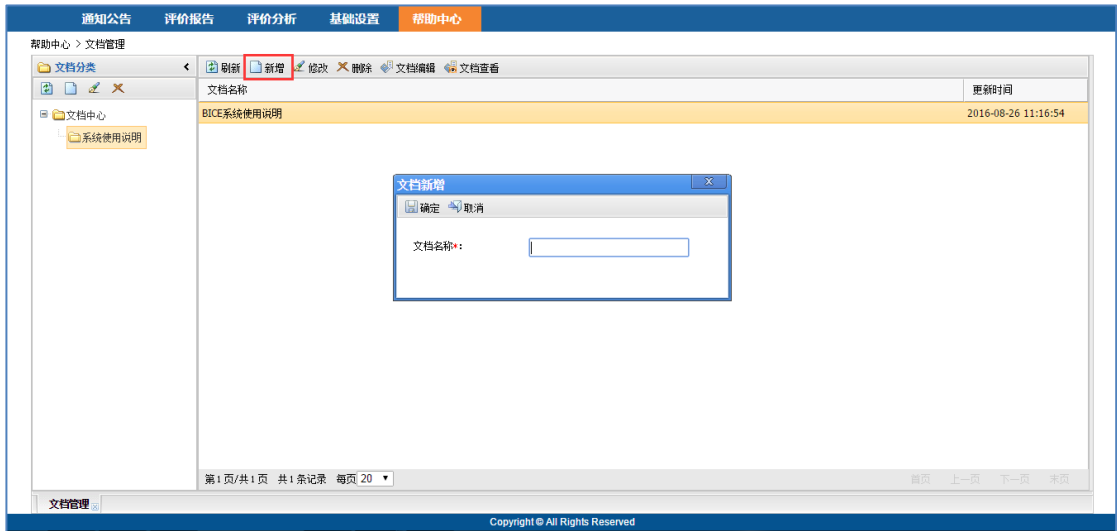 通知公告 评价报告 评价分析 基础设置 帮助中心
帮助中心 > 文档管理
文档分类
刷新 新增 修改 删除 文档编辑 文档查看
文档名称 更新时间
文档中心
系统使用说明
BICE系统使用说明 2016-08-26 11:16:54
文档新增 X
确定 取消
文档名称*:
第1页/共1页 共1条记录 每页 20
首页 上一页 下一页 末页
文档管理
Copyright © All Rights Reserved